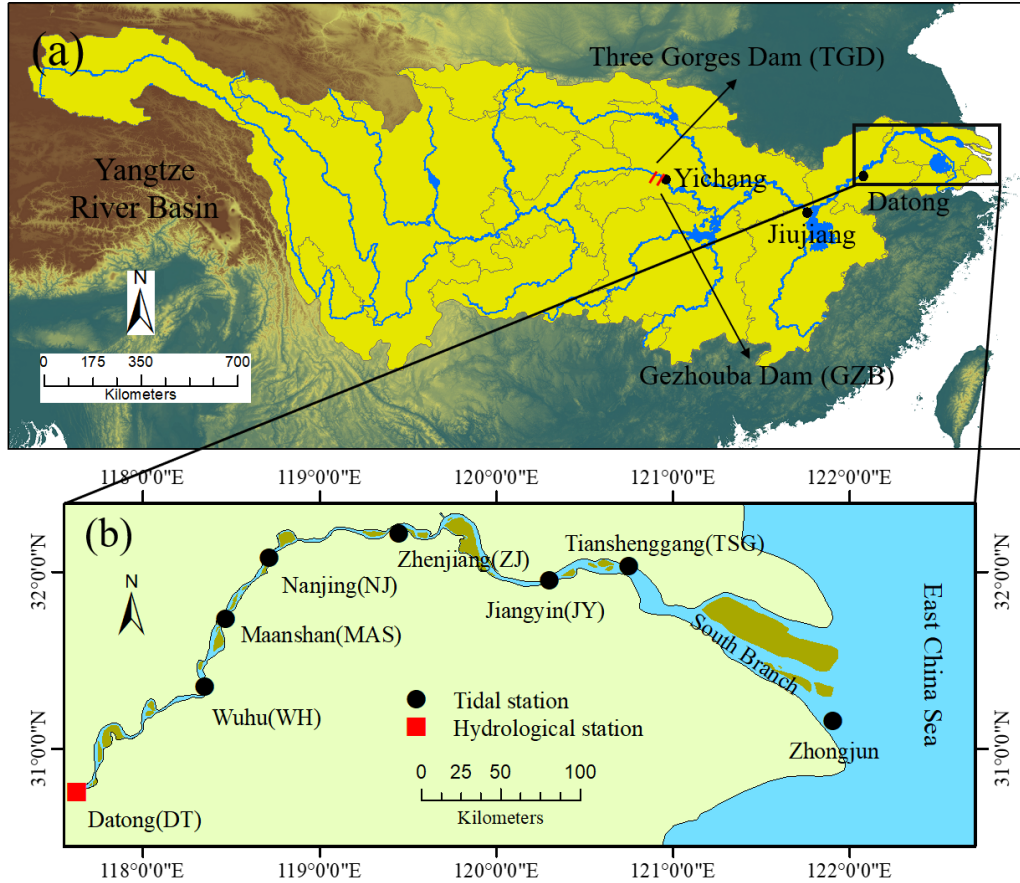 (a)
Three Gorges Dam (TGD)
Yangtze
River Basin
Yichang
Datong
Jiujiang
N
0 175 350 700
Kilometers
Gezhouba Dam (GZB)
118°0'0"E 119°0'0"E 120°0'0"E 121°0'0"E 122°0'0"E
(b)
Tianshenggang(TSG)
Zhenjiang(ZJ)
Nanjing(NJ)
32°0'0"N
32°0'0"N
N
Jiangyin(JY)
Maanshan(MAS)
South Branch
East China Sea
Tidal station
Wuhu(WH)
Hydrological station
Zhongjun
31°0'0"N
31°0'0"N
0 25 50 100
Kilometers
Datong(DT)
118°0'0"E 119°0'0"E 120°0'0"E 121°0'0"E 122°0'0"E